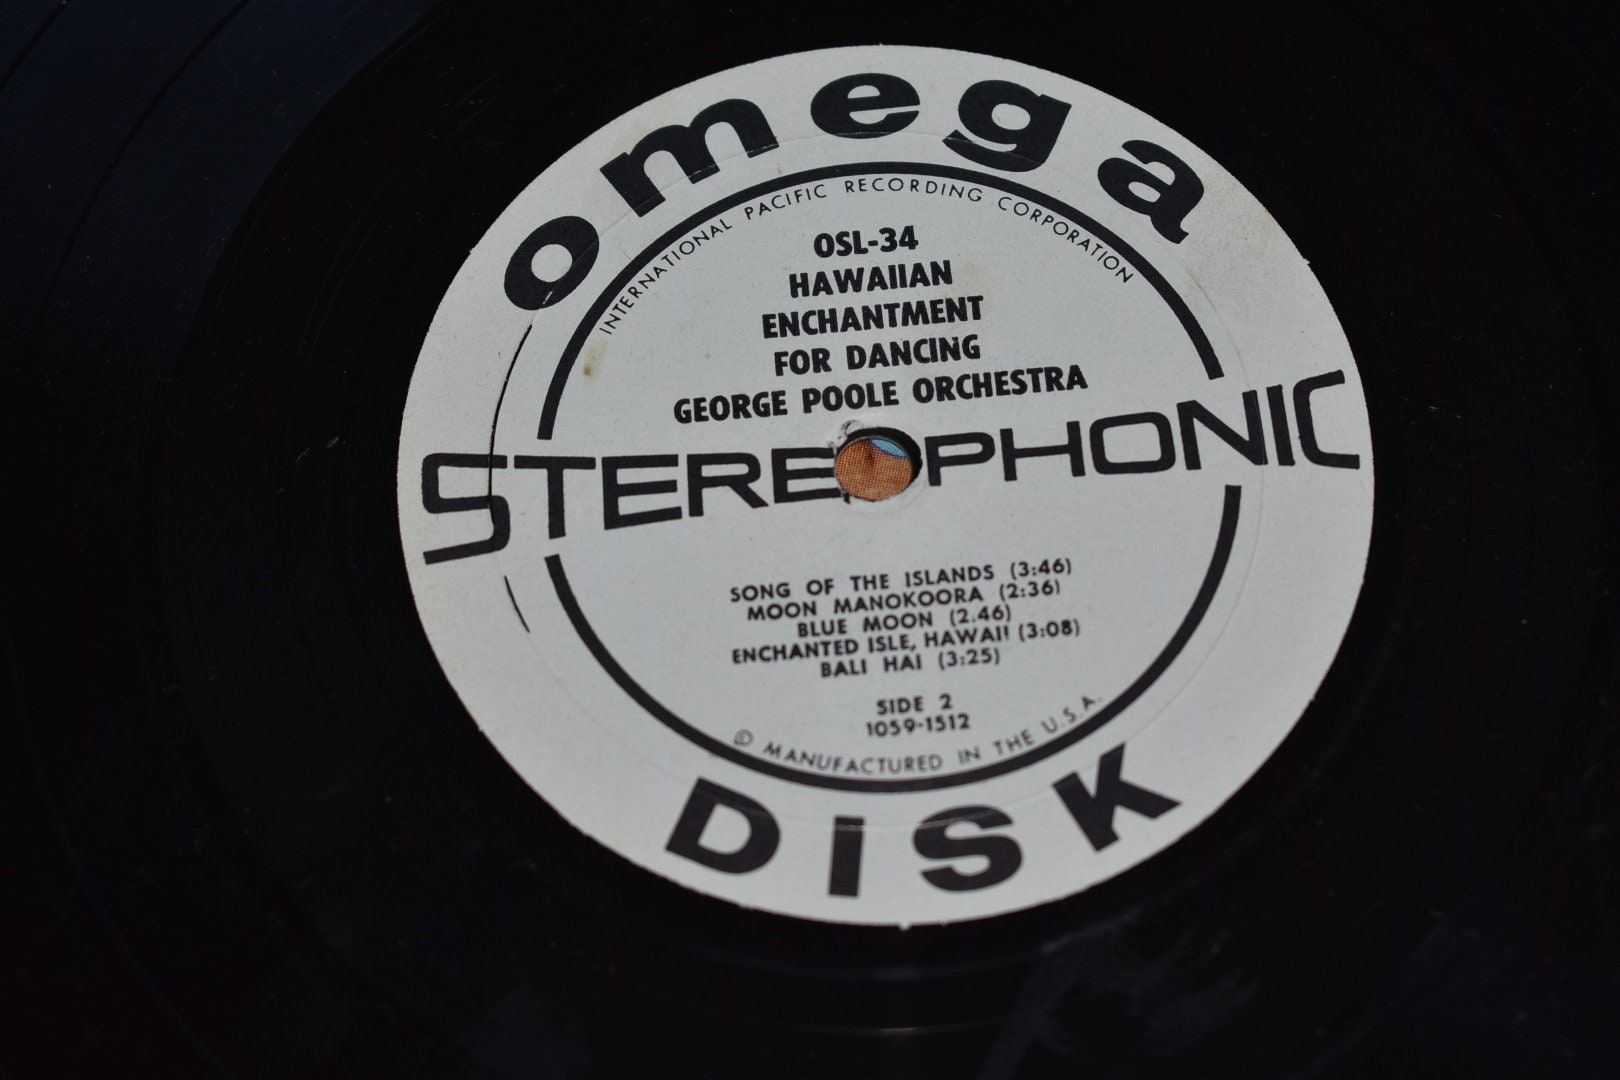 omega
INTERNATIONAL PACIFIC RECORDING CORPORATION
OSL-34
HAWAIIAN
ENCHANTMENT
FOR DANCING
GEORGE POOLE ORCHESTRA
STEREOPHONIC
SONG OF THE ISLANDS (3:46)
MOON MANOKOORA (2:36)
BLUE MOON (2.46)
ENCHANTED ISLE, HAWAII (3:08)
BALI HAI (3:25)
SIDE 2
1059-1512
© MANUFACTURED IN THE U.S.A.
DISK